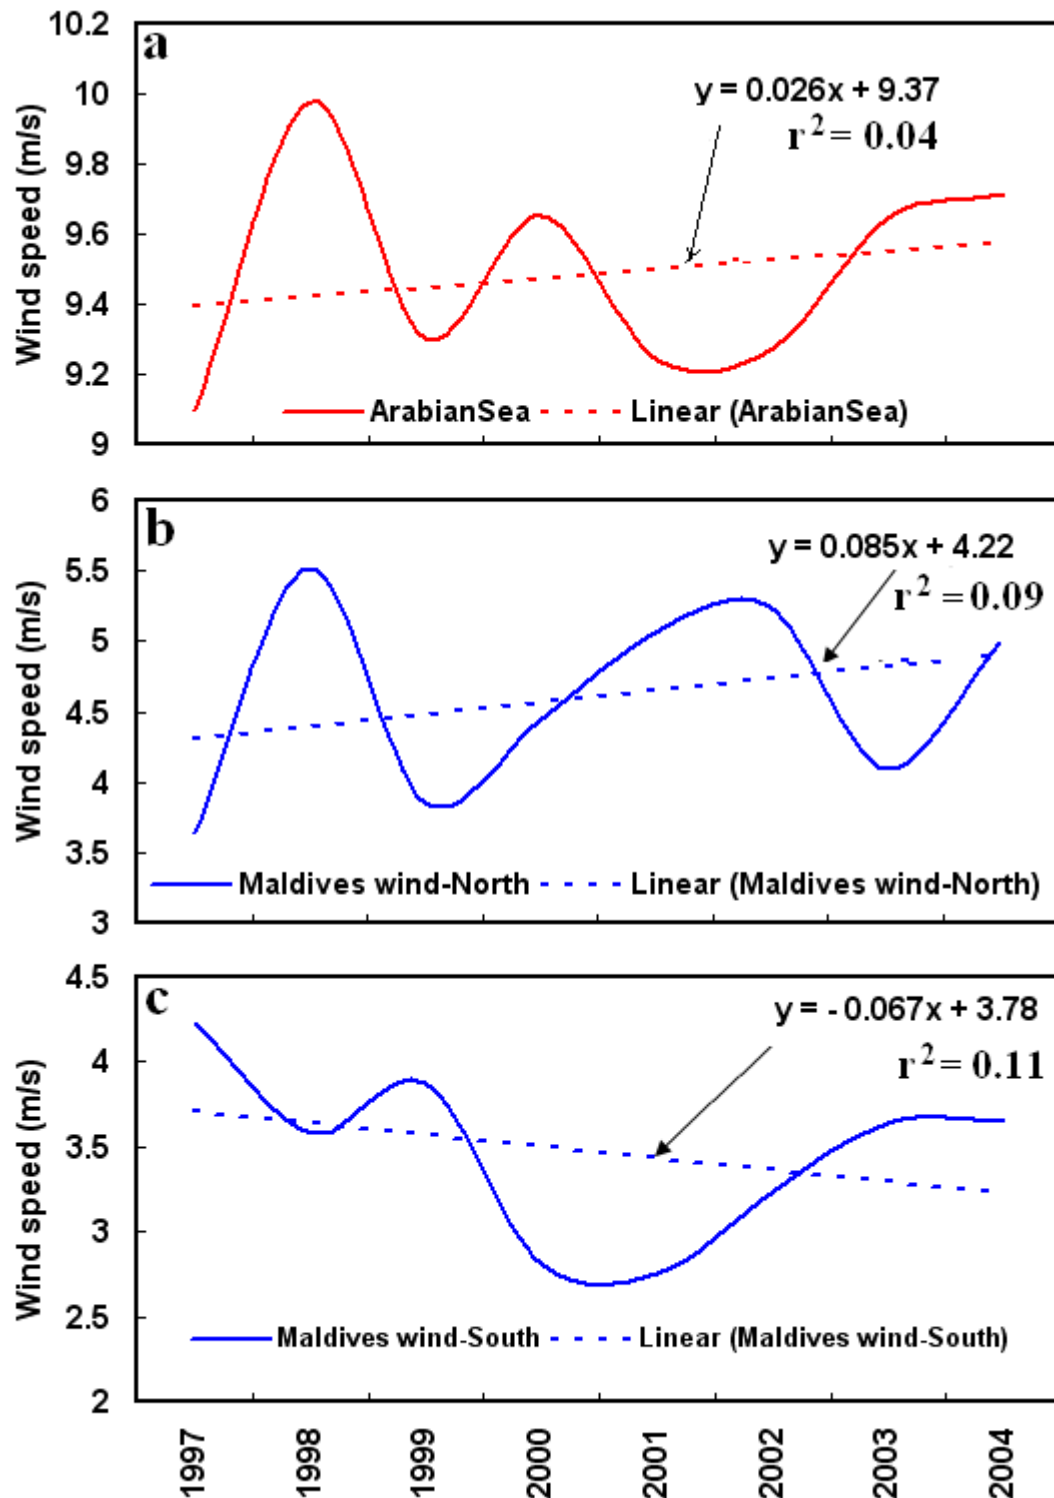 a
10.2
10
9.8
9.6
9.4
9.2
9
Wind speed (m/s)
y = 0.026x + 9.37
r² = 0.04
ArabianSea Linear (ArabianSea)
b
6
5.5
5
4.5
4
3.5
3
Wind speed (m/s)
y = 0.085x + 4.22
r² = 0.09
Maldives wind-North Linear (Maldives wind-North)
c
4.5
4
3.5
3
2.5
2
Wind speed (m/s)
y = - 0.067x + 3.78
r² = 0.11
Maldives wind-South Linear (Maldives wind-South)
1997 1998 1999 2000 2001 2002 2003 2004